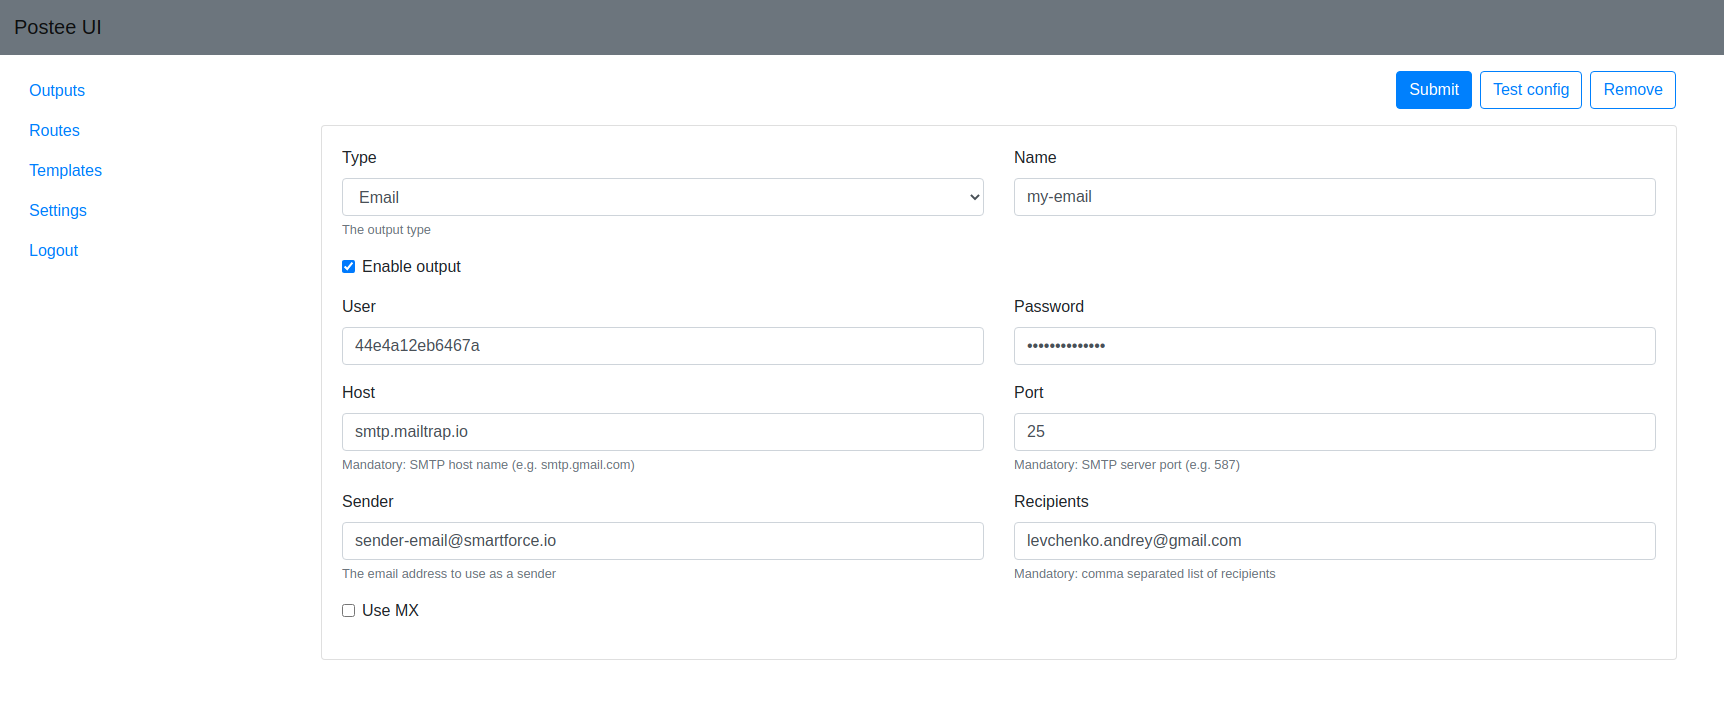 Postee UI
Outputs
Routes
Templates
Settings
Logout
Submit Test config Remove
Type Name
Email my-email
The output type
Enable output
User Password
44e4a12eb6467a ••••••••••••••
Host Port
smtp.mailtrap.io 25
Mandatory: SMTP host name (e.g. smtp.gmail.com) Mandatory: SMTP server port (e.g. 587)
Sender Recipients
sender-email@smartforce.io levchenko.andrey@gmail.com
The email address to use as a sender Mandatory: comma separated list of recipients
Use MX